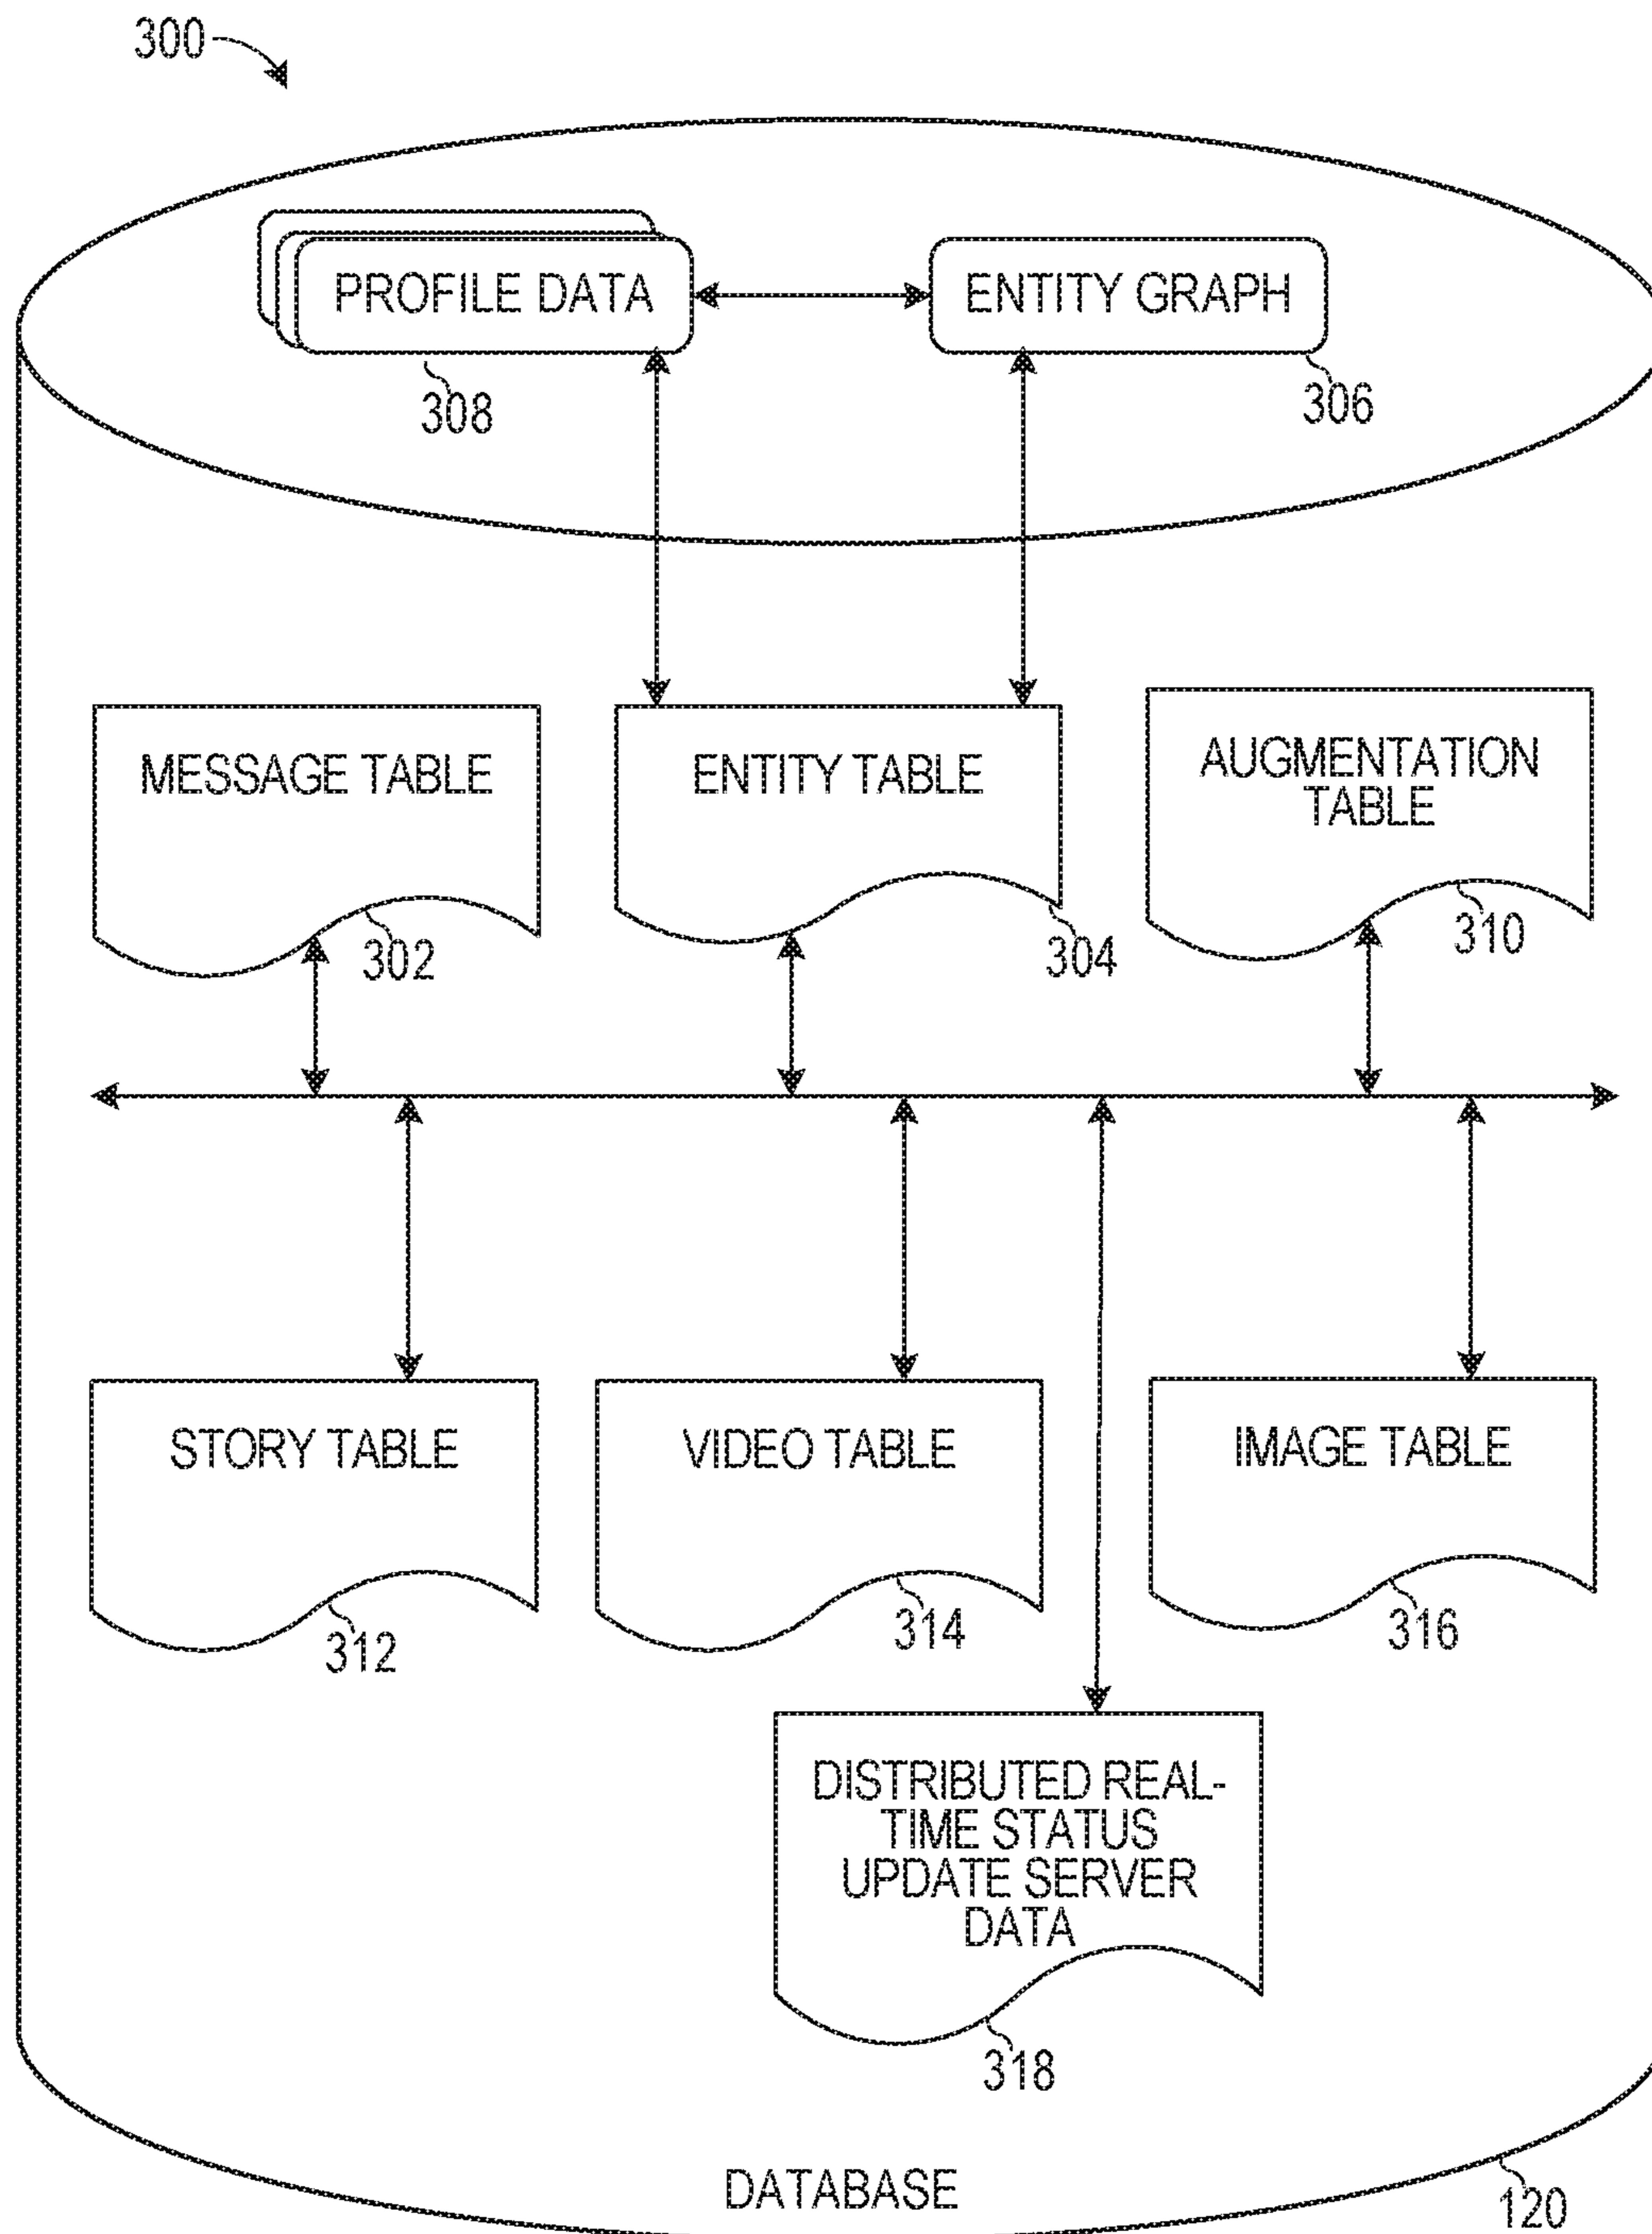 300
PROFILE DATA
ENTITY GRAPH
308
306
MESSAGE TABLE
ENTITY TABLE
AUGMENTATION
TABLE
302
304
310
STORY TABLE
VIDEO TABLE
IMAGE TABLE
312
314
316
DISTRIBUTED REAL-
TIME STATUS
UPDATE SERVER
DATA
318
DATABASE
120